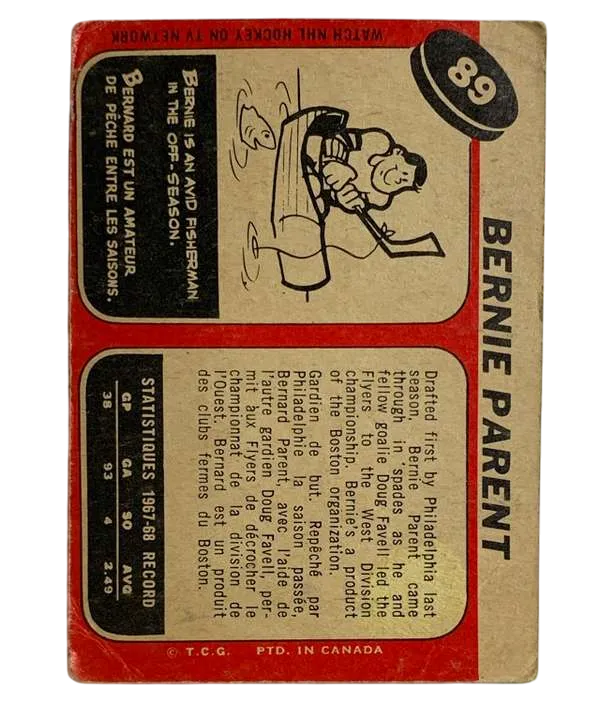 89
BERNIE PARENT
WATCH NHL HOCKEY ON TV NETWORK
BERNIE IS AN AVID FISHERMAN
IN THE OFF-SEASON.
BERNARD EST UN AMATEUR
DE PÊCHE ENTRE LES SAISONS.
Drafted first by Philadelphia last
season, Bernie Parent came
through in 'spades as he and
fellow goalie Doug Favell led the
Flyers to the West Division
championship. Bernie's a product
of the Boston organization.
Gardien de but. Repêché par
Philadelphie la saison passée,
Bernard Parent, avec l'aide de
l'autre gardien Doug Favell, per-
mit aux Flyers de décrocher le
championnat de la division de
l'Ouest. Bernard est un produit
des clubs fermes du Boston.
STATISTIQUES 1967-68 RECORD
GP GA SO AVG
38 93 4 2.49
© T.C.G. PTD. IN CANADA